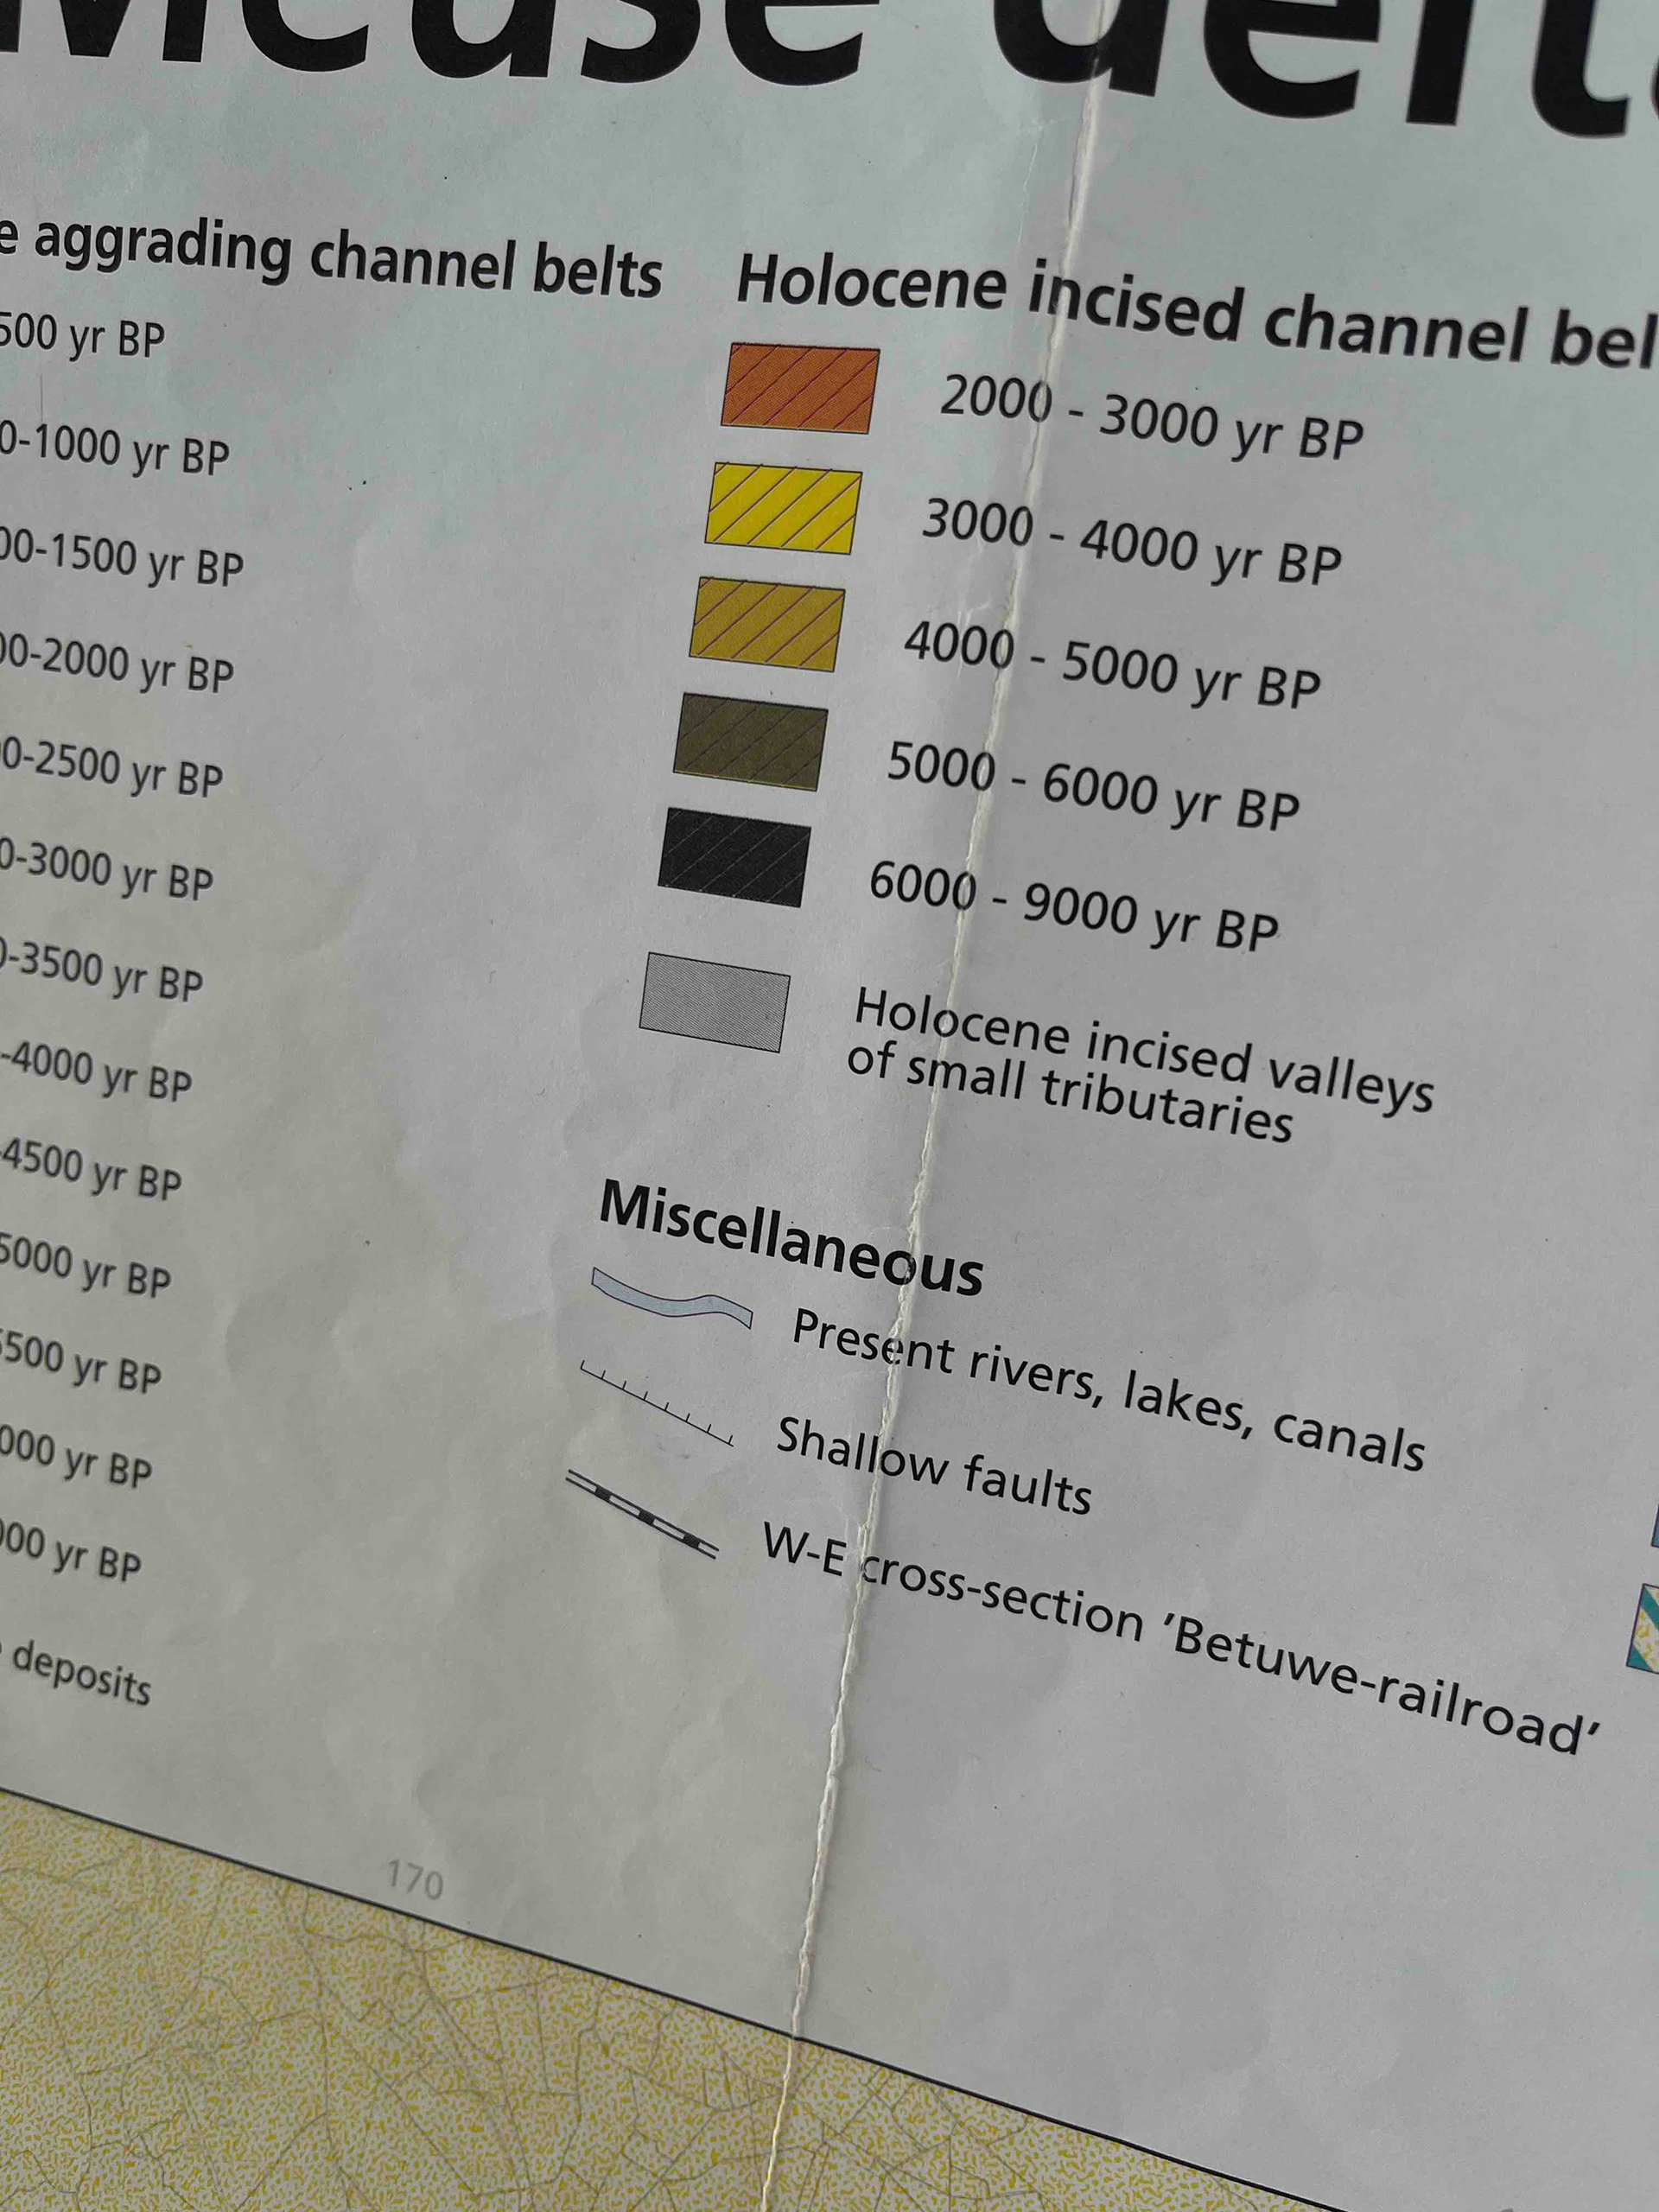 Meuse delt
e aggrading channel belts
500 yr BP
0-1000 yr BP
00-1500 yr BP
00-2000 yr BP
0-2500 yr BP
0-3000 yr BP
0-3500 yr BP
-4000 yr BP
-4500 yr BP
5000 yr BP
500 yr BP
000 yr BP
000 yr BP
deposits
Holocene incised channel bel
2000 - 3000 yr BP
3000 - 4000 yr BP
4000 - 5000 yr BP
5000 - 6000 yr BP
6000 - 9000 yr BP
Holocene incised valleys
of small tributaries
Miscellaneous
Present rivers, lakes, canals
Shallow faults
W-E cross-section 'Betuwe-railroad'
170